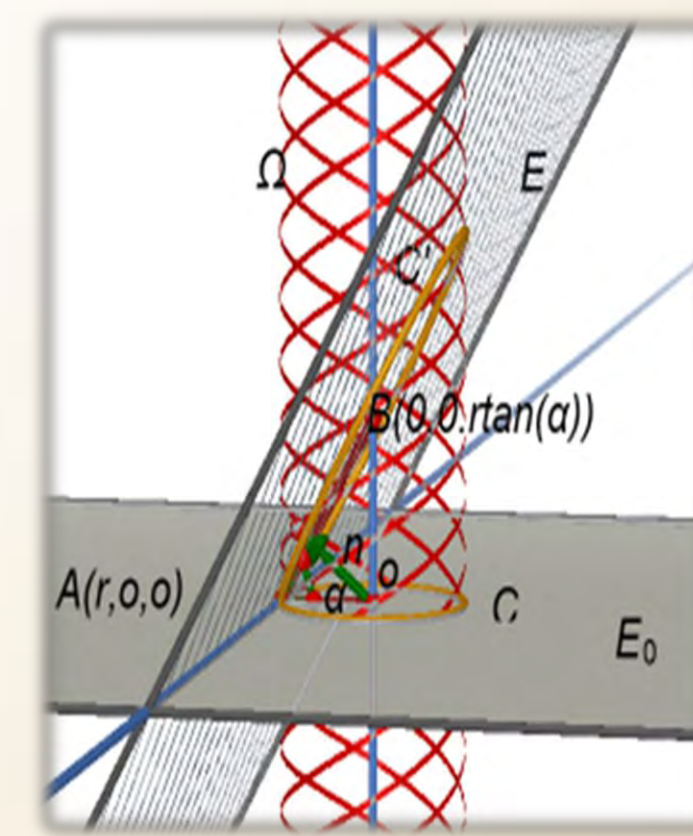 Ω
E
C'
B(0,0.rtan(α))
n
o
A(r,o,o)
α
C
E₀